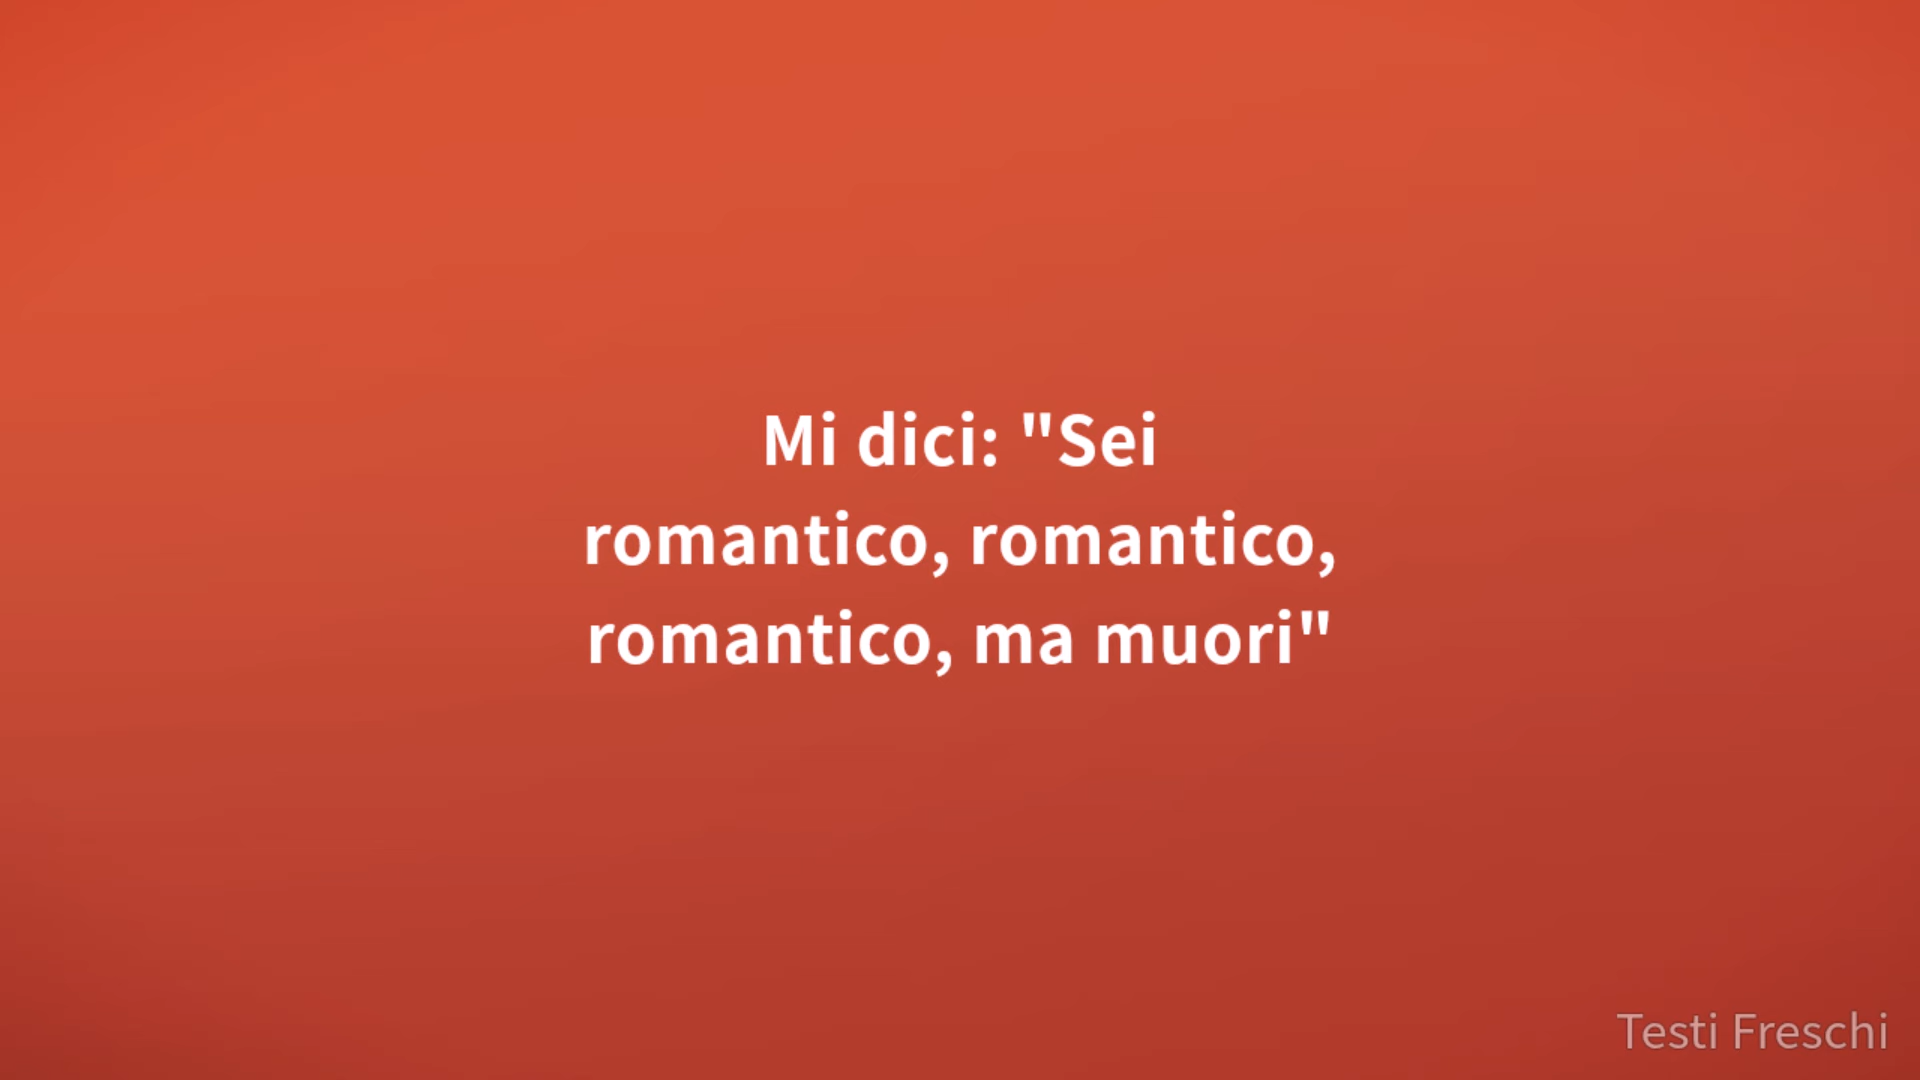 Mi dici: "Sei
romantico, romantico,
romantico, ma muori"
Testi Freschi